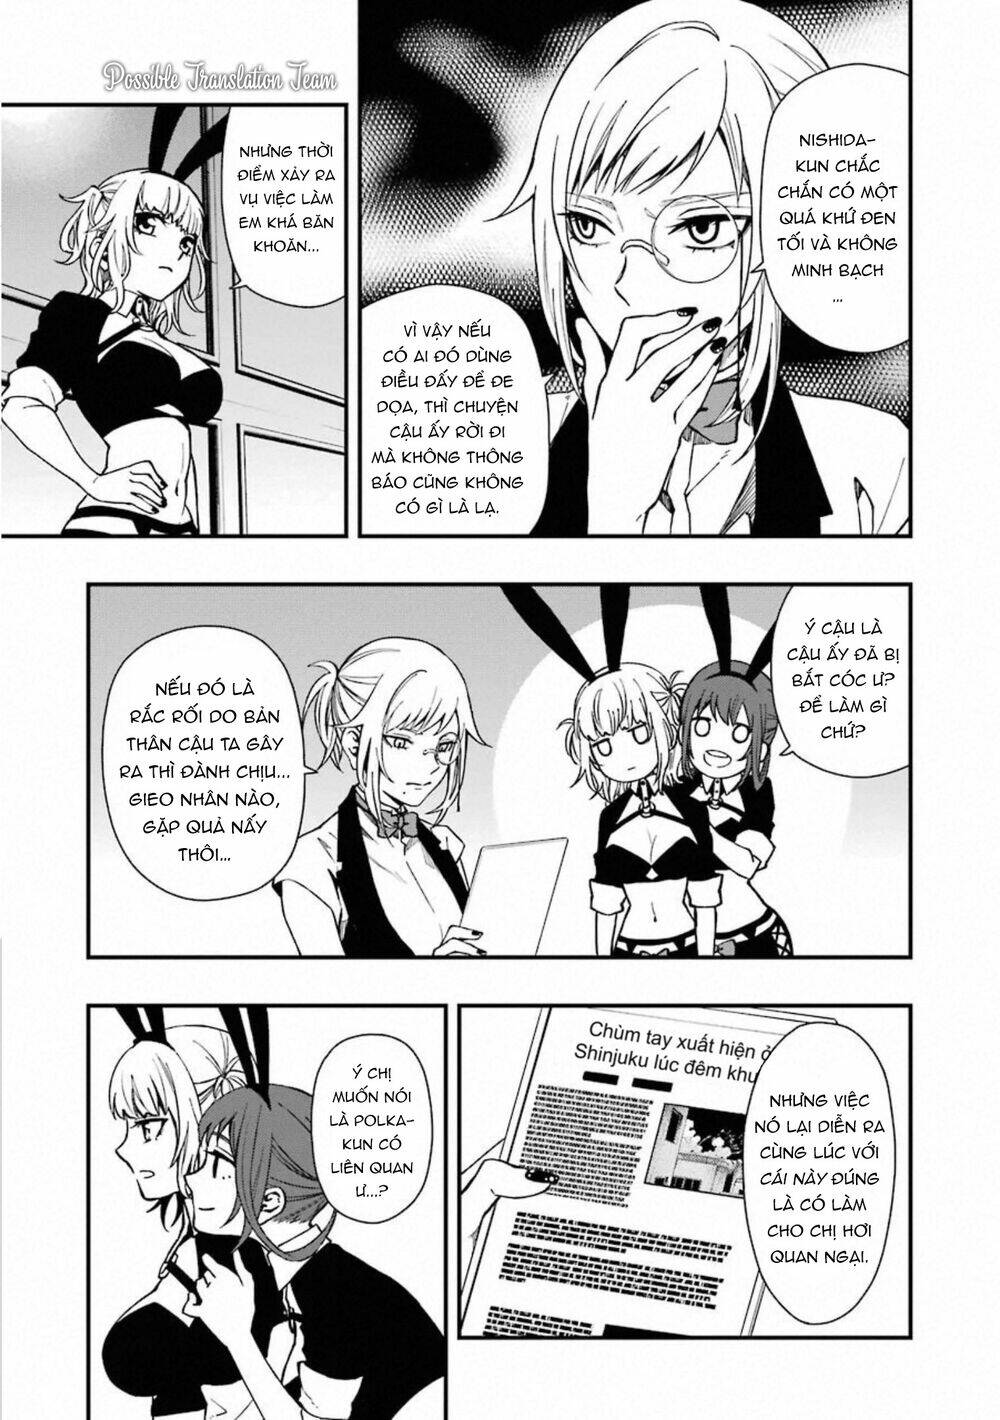 Possible Translation Team
NISHIDA-
KUN CHẮC
CHẮN CÓ MỘT
QUÁ KHỨ ĐEN
TỐI VÀ KHÔNG
MINH BẠCH
...
VÌ VẬY NẾU
CÓ AI ĐÓ DÙNG
ĐIỀU ĐẤY ĐỂ ĐE
DỌA, THÌ CHUYỆN
CẬU ẤY RỜI ĐI
MÀ KHÔNG THÔNG
BÁO CŨNG KHÔNG
CÓ GÌ LÀ LẠ.
NHƯNG THỜI
ĐIỂM XẢY RA
VỤ VIỆC LÀM
EM KHÁ BĂN
KHOĂN...
Ý CẬU LÀ
CẬU ẤY ĐÃ BỊ
BẮT CÓC Ư?
ĐỂ LÀM GÌ
CHỨ?
NẾU ĐÓ LÀ
RẮC RỐI DO BẢN
THÂN CẬU TA GÂY
RA THÌ ĐÀNH CHỊU...
GIEO NHÂN NÀO,
GẶP QUẢ NẤY
THÔI...
Chùm tay xuất hiện ở
Shinjuku lúc đêm khu
NHƯNG VIỆC
NÓ LẠI DIỄN RA
CÙNG LÚC VỚI
CÁI NÀY ĐÚNG
LÀ CÓ LÀM
CHO CHỊ HƠI
QUAN NGẠI.
Ý CHỊ
MUỐN NÓI
LÀ POLKA-
KUN CÓ
LIÊN QUAN
Ư...?